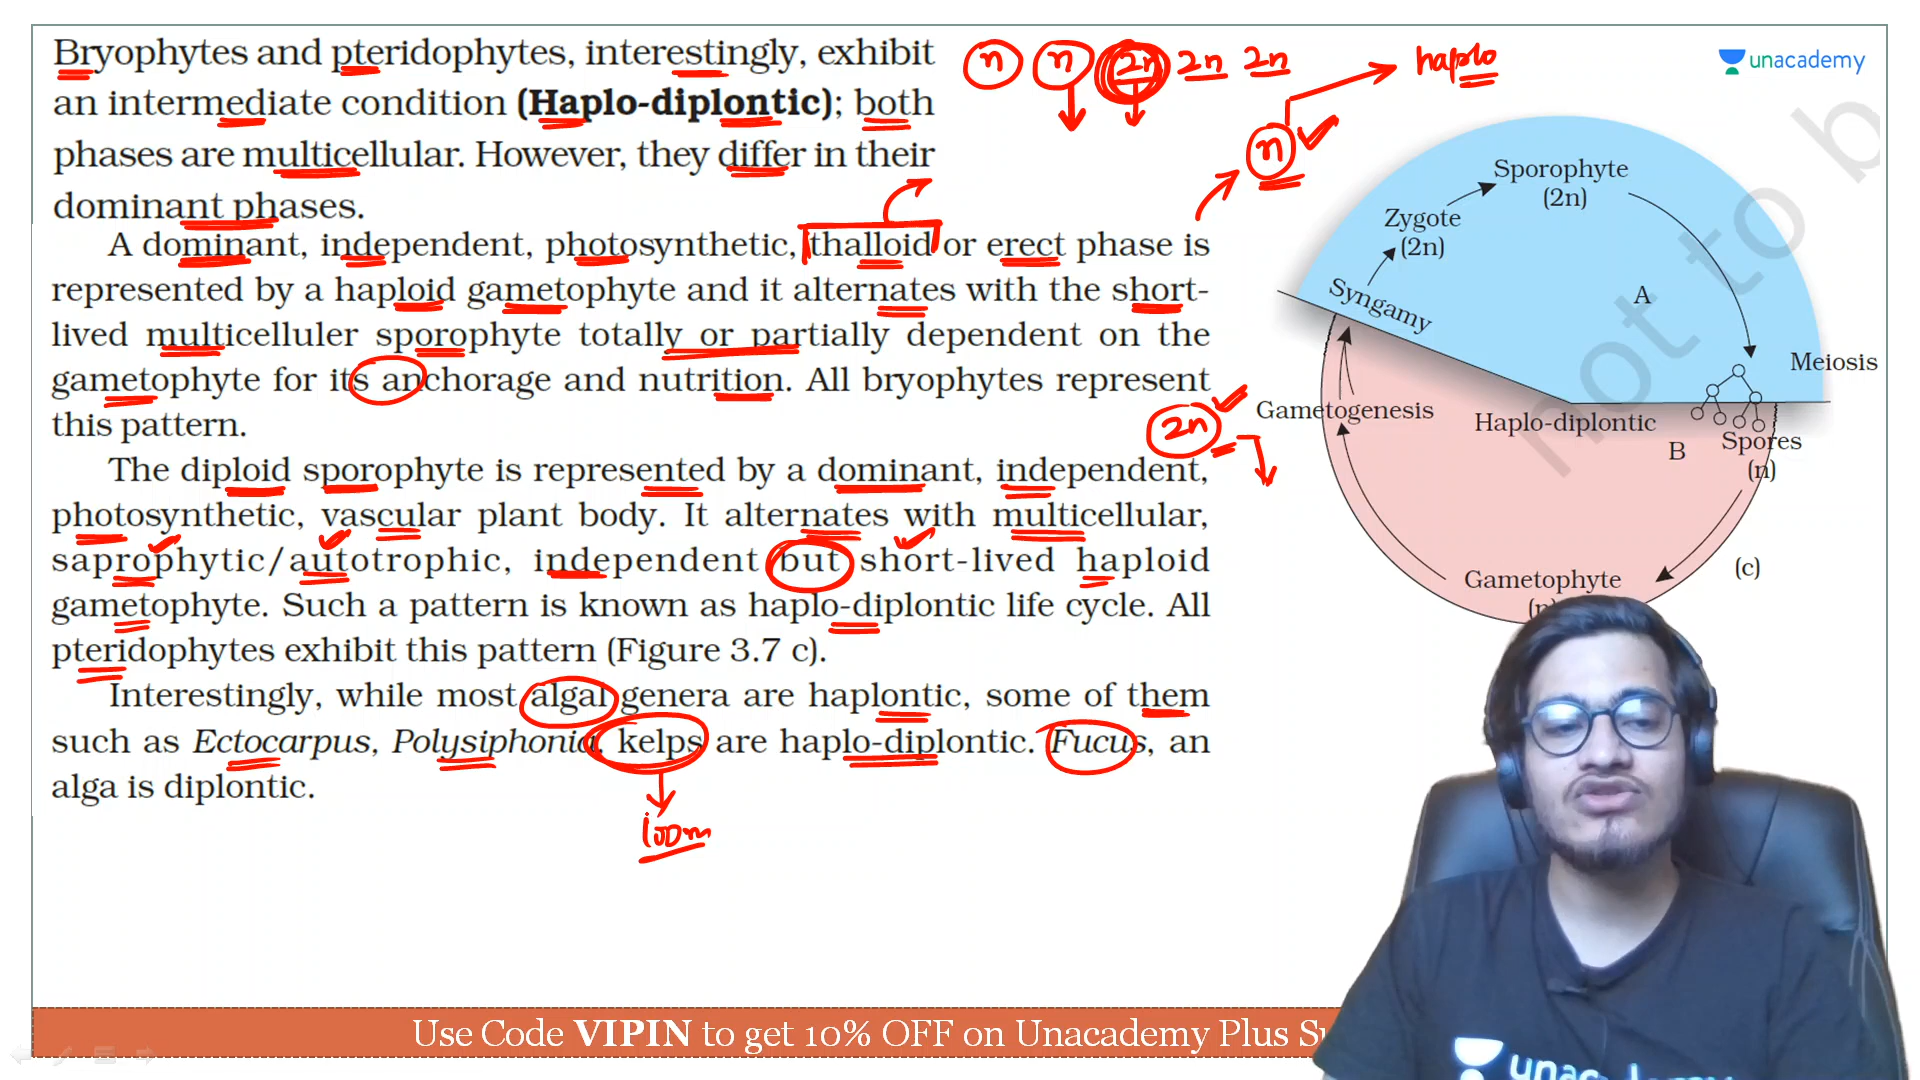 Bryophytes and pteridophytes, interestingly, exhibit
an intermediate condition (Haplo-diplontic); both
phases are multicellular. However, they differ in their
dominant phases.
A dominant, independent, photosynthetic, thalloid or erect phase is
represented by a haploid gametophyte and it alternates with the short-
lived multicelluler sporophyte totally or partially dependent on the
gametophyte for its anchorage and nutrition. All bryophytes represent
this pattern.
The diploid sporophyte is represented by a dominant, independent,
photosynthetic, vascular plant body. It alternates with multicellular,
saprophytic/autotrophic, independent but short-lived haploid
gametophyte. Such a pattern is known as haplo-diplontic life cycle. All
pteridophytes exhibit this pattern (Figure 3.7 c).
Interestingly, while most algal genera are haplontic, some of them
such as Ectocarpus, Polysiphonia, kelps are haplo-diplontic. Fucus, an
alga is diplontic.
100m
n n 2n 2n 2n
haplo
n
2n
unacademy
Sporophyte
(2n)
Zygote
(2n)
Syngamy
A
Meiosis
Gametogenesis
Haplo-diplontic
B
Spores
(n)
Gametophyte
(c)
not to b
Use Code VIPIN to get 10% OFF on Unacademy Plus